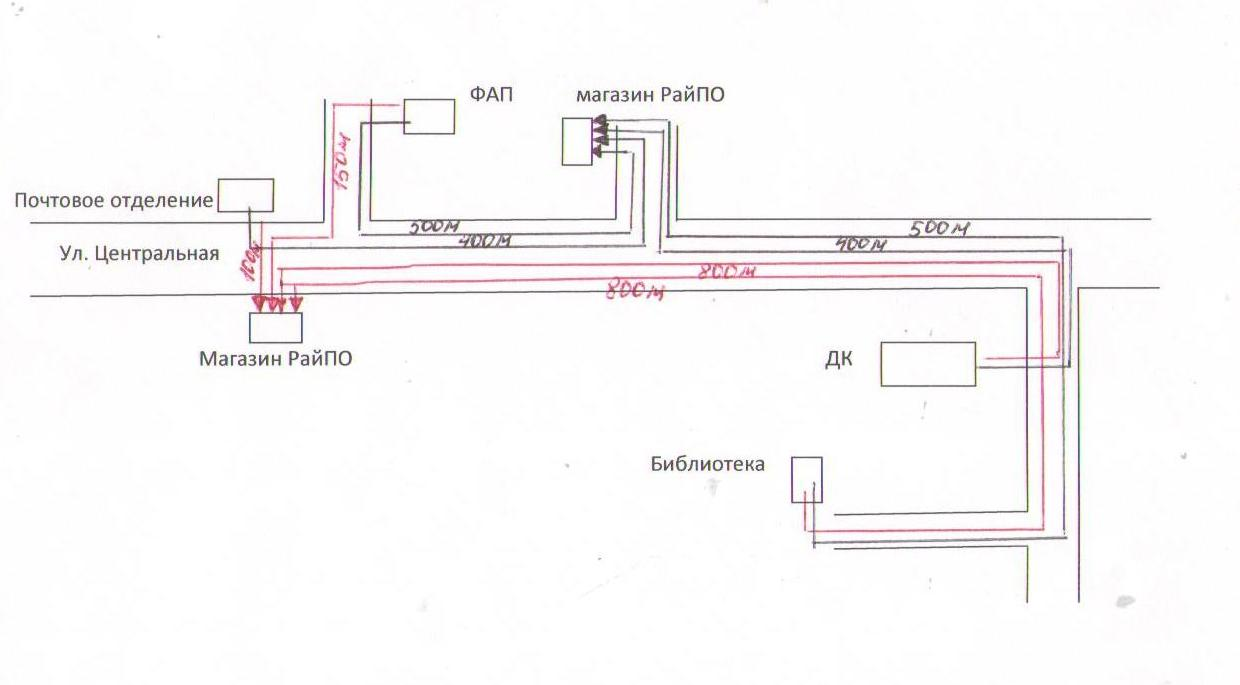 ФАП
магазин РайПО
150м
Почтовое отделение
500м
500м
400м
400м
Ул. Центральная
100м
800м
800м
Магазин РайПО
ДК
Библиотека